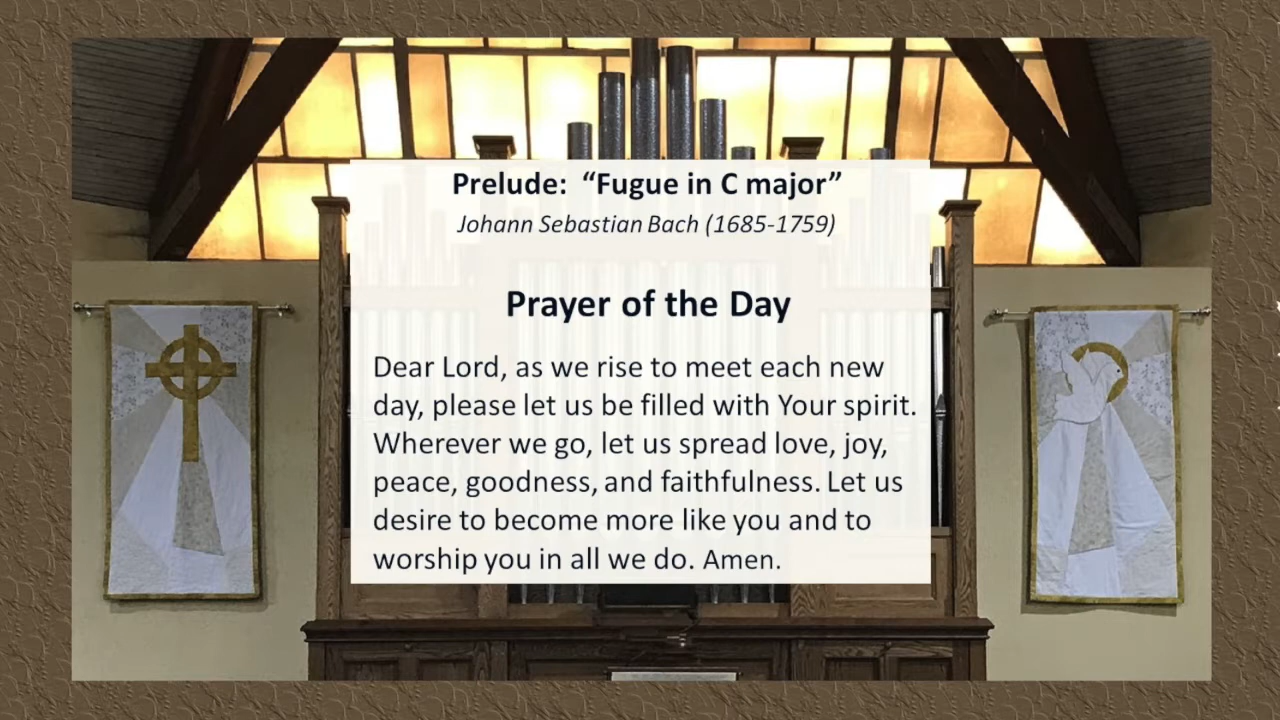 Prelude:  “Fugue in C major”
Johann Sebastian Bach (1685-1759)
Prayer of the Day
Dear Lord, as we rise to meet each new
day, please let us be filled with Your spirit.
Wherever we go, let us spread love, joy,
peace, goodness, and faithfulness. Let us
desire to become more like you and to
worship you in all we do. Amen.